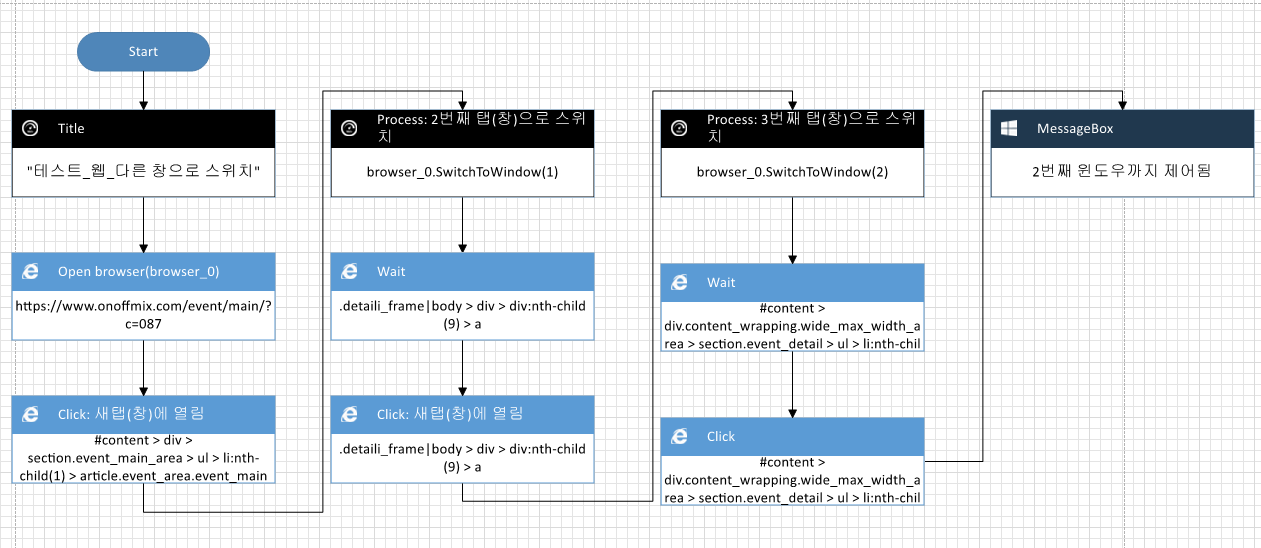 Start
Title
"테스트_웹_다른 창으로 스위치"
Open browser(browser_0)
https://www.onoffmix.com/event/main/?
c=087
Click: 새탭(창)에 열림
#content > div >
section.event_main_area > ul > li:nth-
child(1) > article.event_area.event_main
Process: 2번째 탭(창)으로 스위
치
browser_0.SwitchToWindow(1)
Wait
.detaili_frame|body > div > div:nth-child
(9) > a
Click: 새탭(창)에 열림
.detaili_frame|body > div > div:nth-child
(9) > a
Process: 3번째 탭(창)으로 스위
치
browser_0.SwitchToWindow(2)
Wait
#content >
div.content_wrapping.wide_max_width_a
rea > section.event_detail > ul > li:nth-chil
Click
#content >
div.content_wrapping.wide_max_width_a
rea > section.event_detail > ul > li:nth-chil
MessageBox
2번째 윈도우까지 제어됨